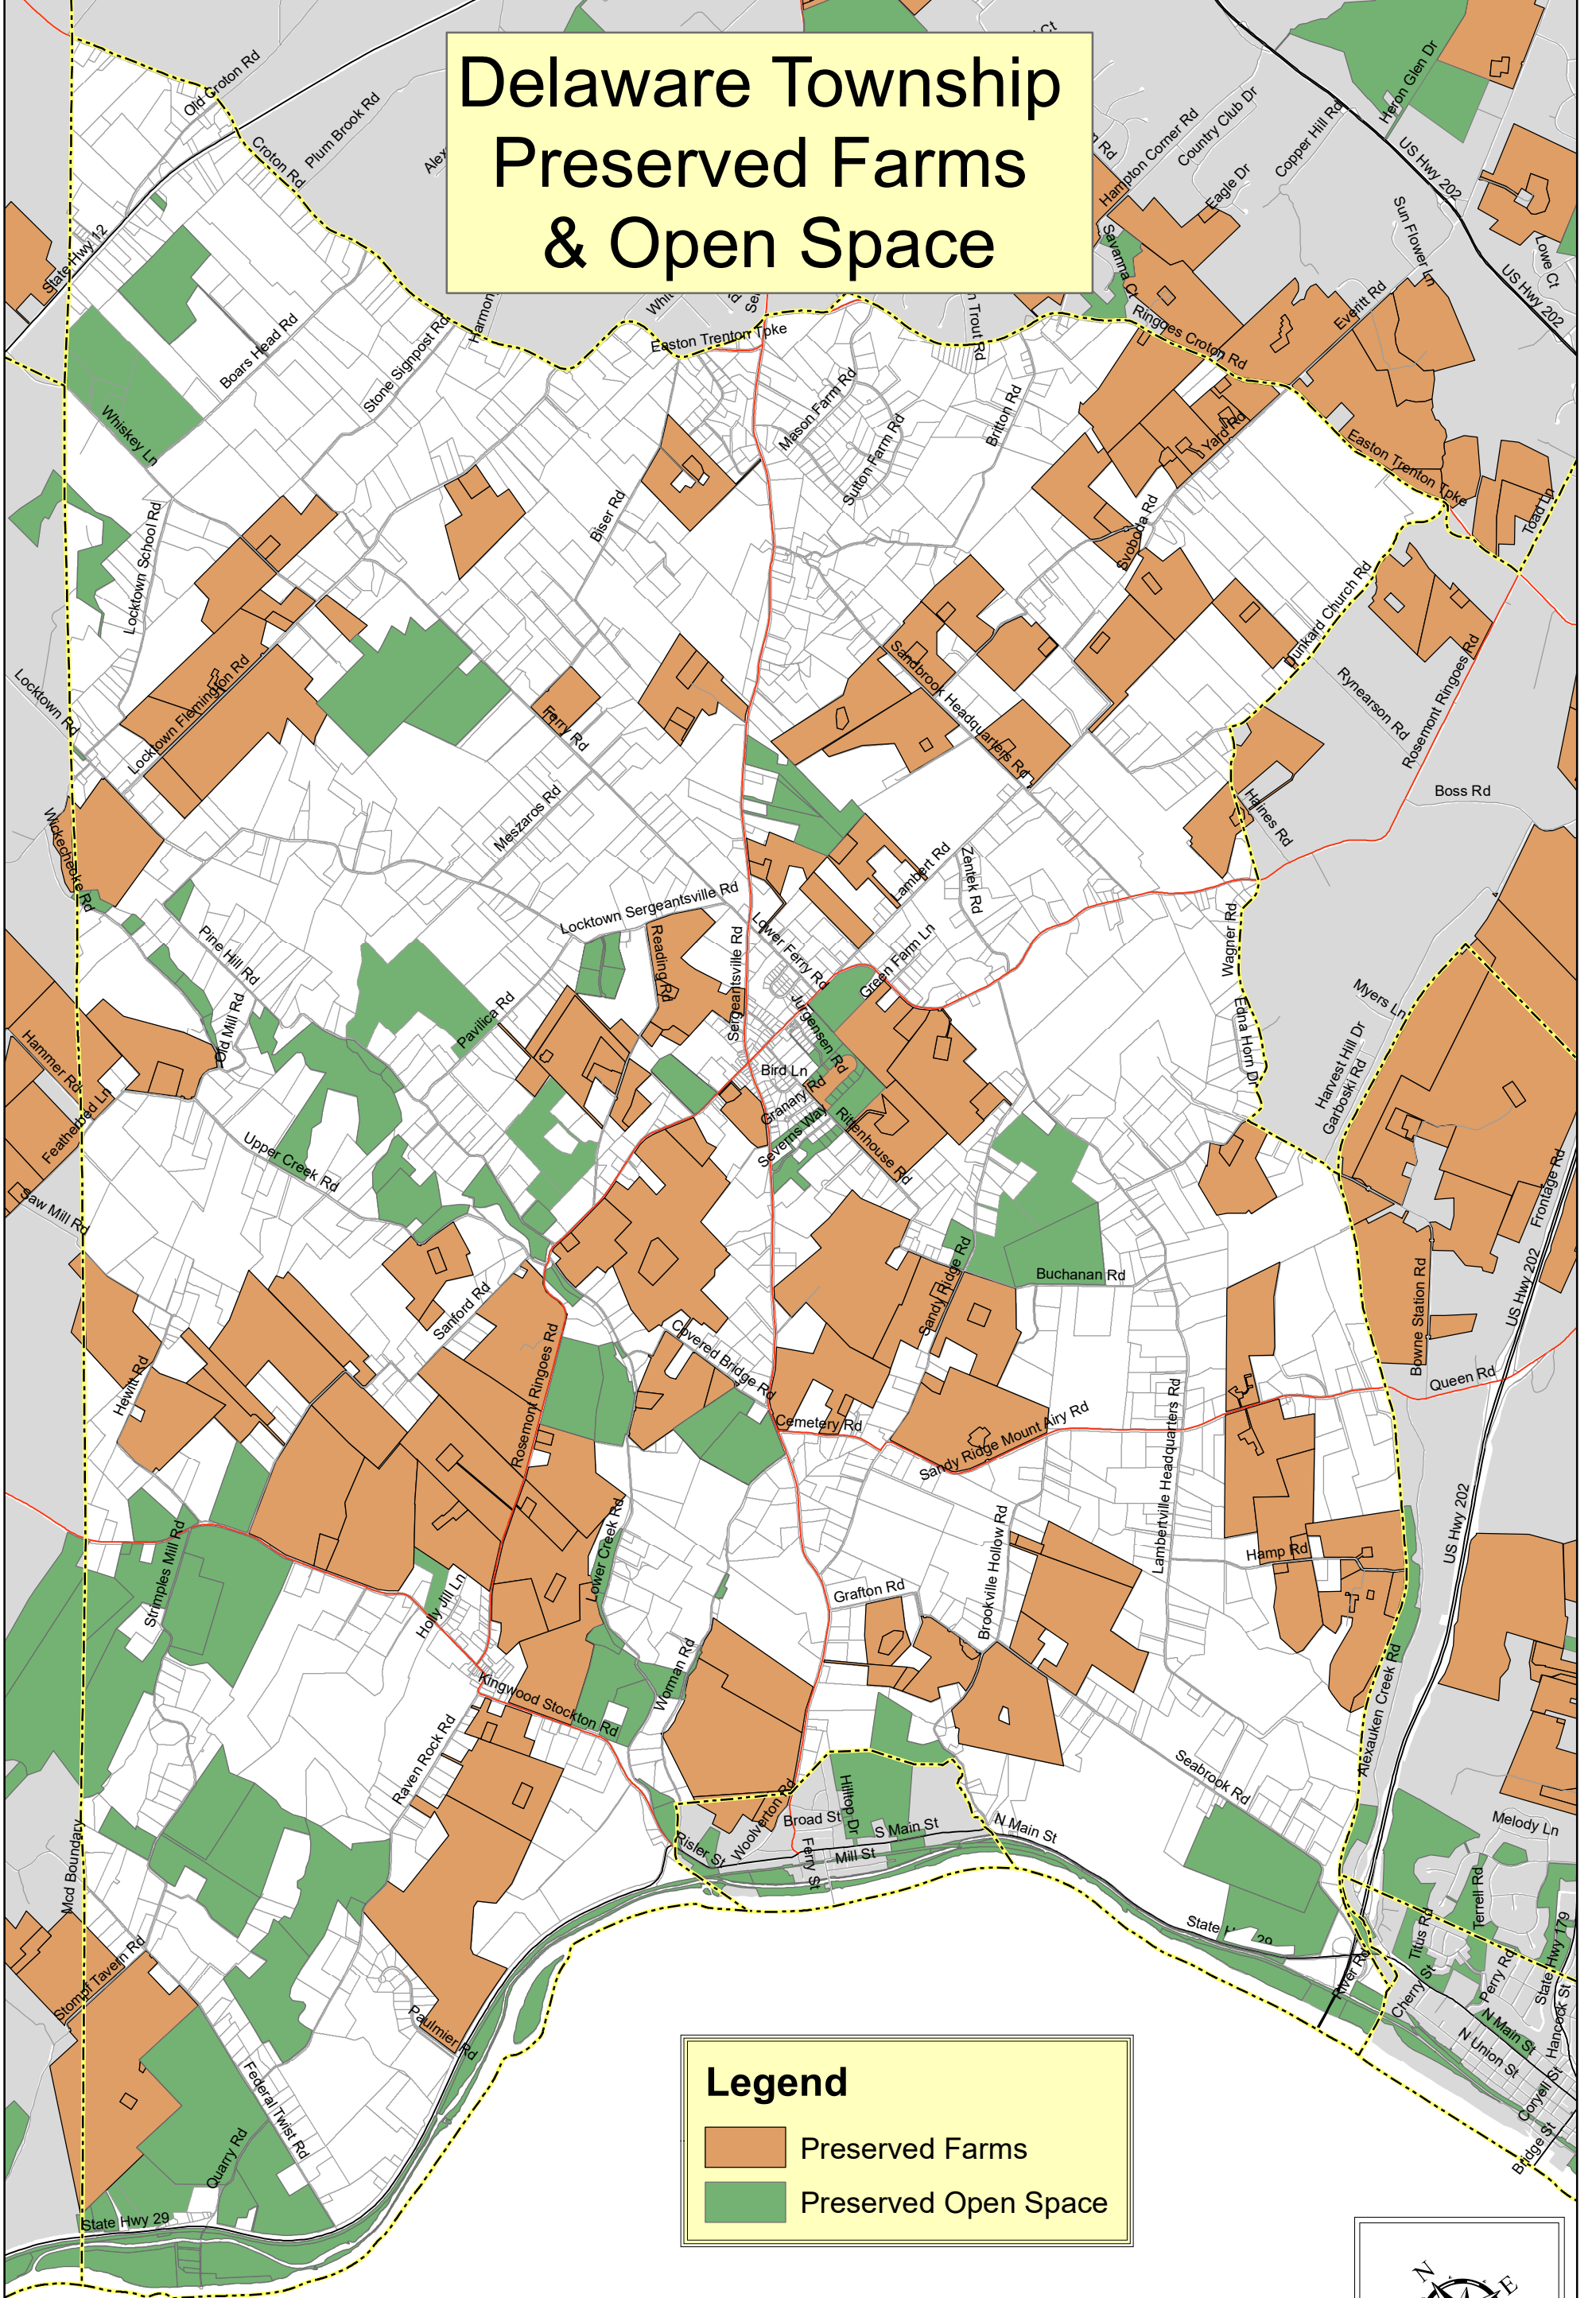 Delaware Township
Preserved Farms
& Open Space
Old Croton Rd
Croton Rd
Plum Brook Rd
Hampton Corner Rd
Country Club Dr
Eagle Dr
Copper Hill Rd
Heron Glen Dr
US Hwy 202
Sun Flower Ln
Lowe Ct
US Hwy 202
State Hwy 12
Savanna Ct
Ringoes Croton Rd
Everitt Rd
Easton Trenton Tpke
Boars Head Rd
Stone Signpost Rd
Whiskey Ln
Mason Farm Rd
Sutton Farm Rd
Britton Rd
Yard Rd
Easton Trenton Tpke
Toad Ln
Biser Rd
Svoboda Rd
Locktown School Rd
Dunkard Church Rd
Rynearson Rd
Rosemont Ringoes Rd
Locktown Rd
Locktown Flemington Rd
Ferry Rd
Sandbrook Headquarters Rd
Boss Rd
Haines Rd
Meszaros Rd
Wickecheoke Rd
Lambert Rd
Zentek Rd
Locktown Sergeantsville Rd
Lower Ferry Rd
Green Farm Ln
Wagner Rd
Reading Rd
Sergeantsville Rd
Pine Hill Rd
Pavilica Rd
Old Mill Rd
Jurgensen Rd
Bird Ln
Granary Rd
Severns Way
Rittenhouse Rd
Edna Horn Dr
Myers Ln
Harvest Hill Dr
Garboski Rd
Hammer Rd
Featherbed Ln
Saw Mill Rd
Upper Creek Rd
Frontage Rd
US Hwy 202
Bowne Station Rd
Queen Rd
Sanford Rd
Buchanan Rd
Sandy Ridge Rd
Covered Bridge Rd
Hewitt Rd
Rosemont Ringoes Rd
Cemetery Rd
Sandy Ridge Mount Airy Rd
Lambertville Headquarters Rd
US Hwy 202
Hamp Rd
Strimples Mill Rd
Lower Creek Rd
Brookville Hollow Rd
Grafton Rd
Holly Jill Ln
Worman Rd
Kingwood Stockton Rd
Alexauken Creek Rd
Raven Rock Rd
Seabrook Rd
Woolverton Rd
Broad St
Hilltop Dr
S Main St
N Main St
Risler St
Mill St
Ferry St
Melody Ln
Terrell Rd
Titus Rd
Mcd Boundary
Stompf Tavern Rd
Paulmier Rd
River Rd
Cherry St
Perry Rd
State Hwy 179
Hancock St
N Main St
N Union St
Coryell St
Bridge St
Federal Twist Rd
Quarry Rd
State Hwy 29
Legend
Preserved Farms
Preserved Open Space
N
E